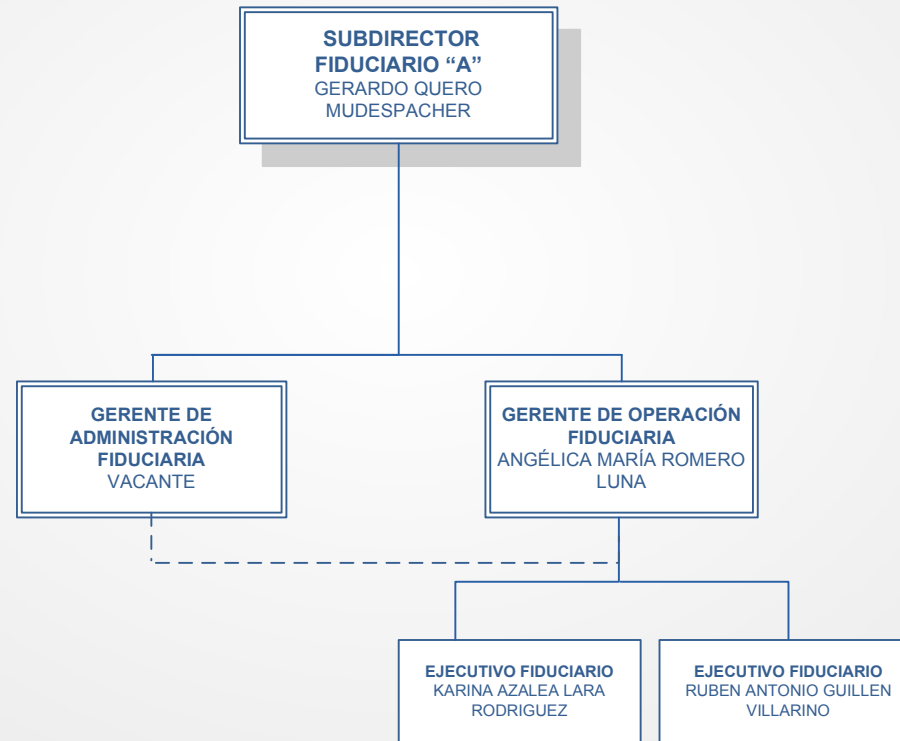 SUBDIRECTOR
FIDUCIARIO “A”
GERARDO QUERO
MUDESPACHER
GERENTE DE
ADMINISTRACIÓN
FIDUCIARIA
VACANTE
GERENTE DE OPERACIÓN
FIDUCIARIA
ANGÉLICA MARÍA ROMERO
LUNA
EJECUTIVO FIDUCIARIO
KARINA AZALEA LARA
RODRIGUEZ
EJECUTIVO FIDUCIARIO
RUBEN ANTONIO GUILLEN
VILLARINO